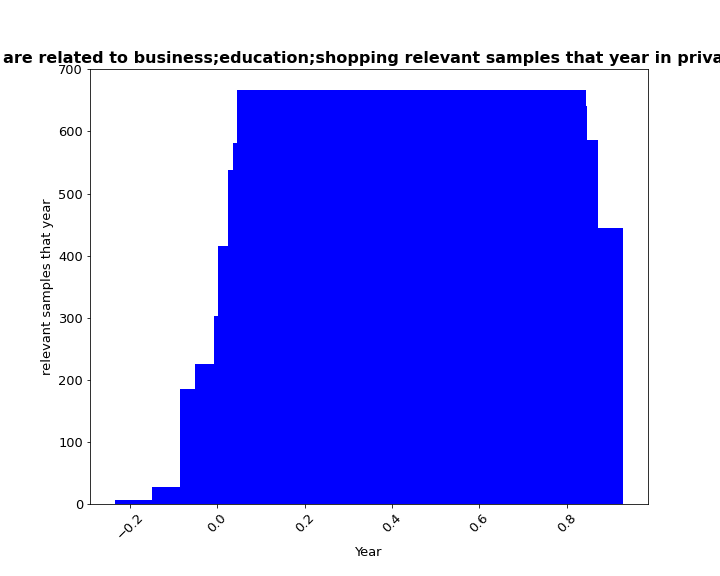 are related to business;education;shopping relevant samples that year in
700
600
500
400
300
200
100
0
relevant samples that year
−0.2 0.0 0.2 0.4 0.6 0.8
Year